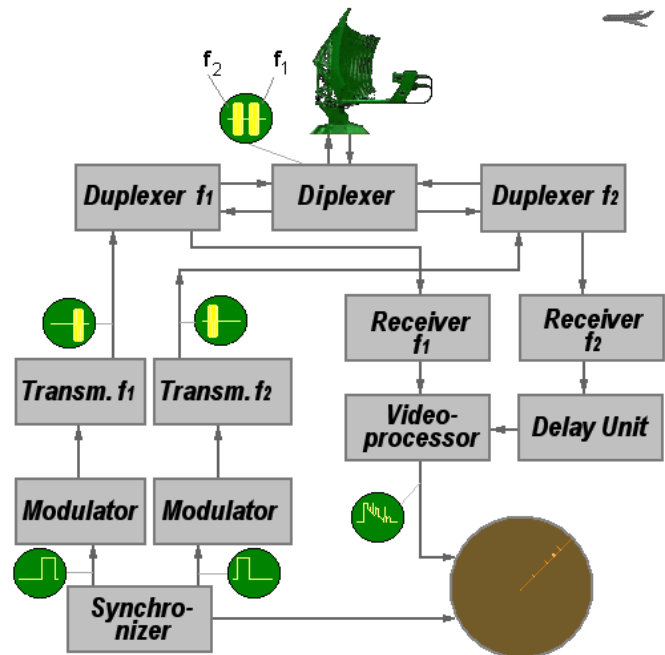 f2
f1
Duplexer f1
Diplexer
Duplexer f2
Receiver
f1
Receiver
f2
Transm. f1
Transm. f2
Video-
processor
Delay Unit
Modulator
Modulator
Synchro-
nizer